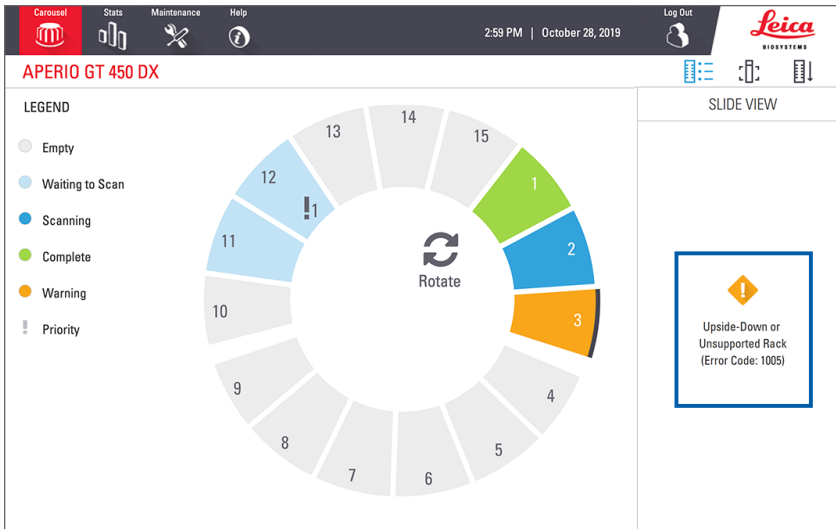 Carousel
Stats
Maintenance
Help
2:59 PM | October 28, 2019
Log Out
Leica
BIOSYSTEMS
APERIO GT 450 DX
LEGEND
Empty
Waiting to Scan
Scanning
Complete
Warning
! Priority
13
14
15
12
!1
1
11
2
Rotate
10
3
9
4
8
5
7
6
SLIDE VIEW
!
Upside-Down or
Unsupported Rack
(Error Code: 1005)